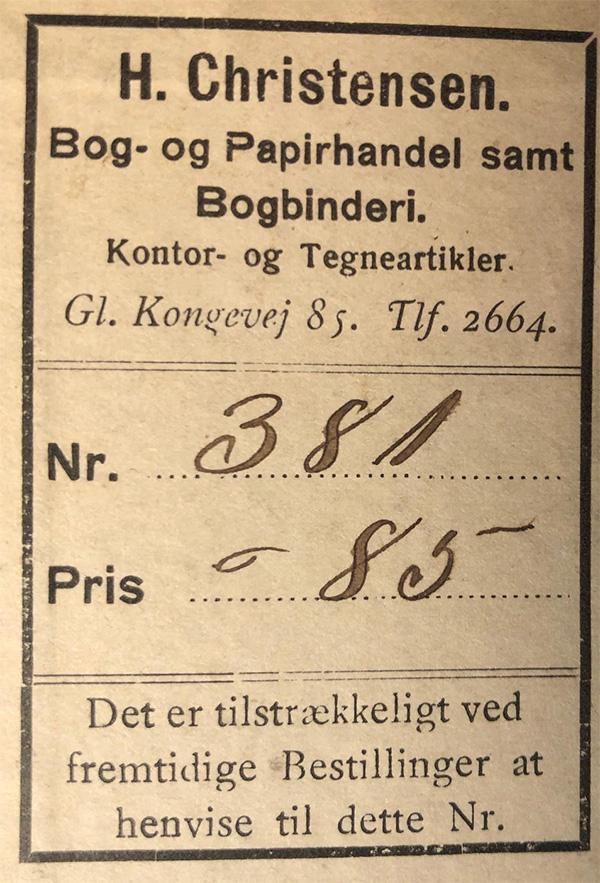 H. Christensen.
Bog- og Papirhandel samt
Bogbinderi.
Kontor- og Tegneartikler.
Gl. Kongevej 85. Tlf. 2664.
Nr. 381
Pris - 85 -
Det er tilstrækkeligt ved
fremtidige Bestillinger at
henvise til dette Nr.